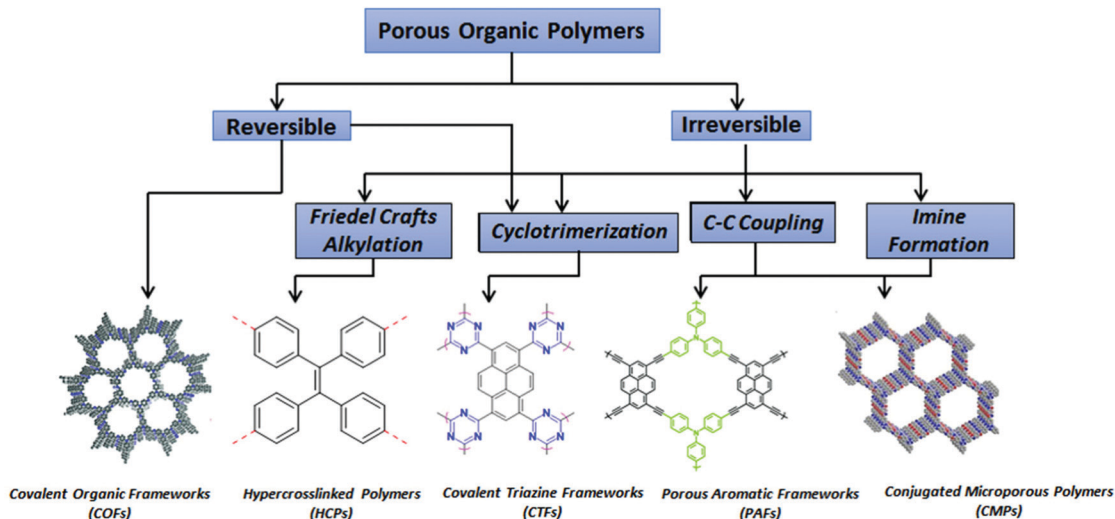 Porous Organic Polymers
Reversible
Irreversible
Friedel Crafts
Alkylation
Cyclotrimerization
C-C Coupling
Imine
Formation
N N
N
N N
N
N N
N
N N
N
N
N
Covalent Organic Frameworks
(COFs)
Hypercrosslinked Polymers
(HCPs)
Covalent Triazine Frameworks
(CTFs)
Porous Aromatic Frameworks
(PAFs)
Conjugated Microporous Polymers
(CMPs)